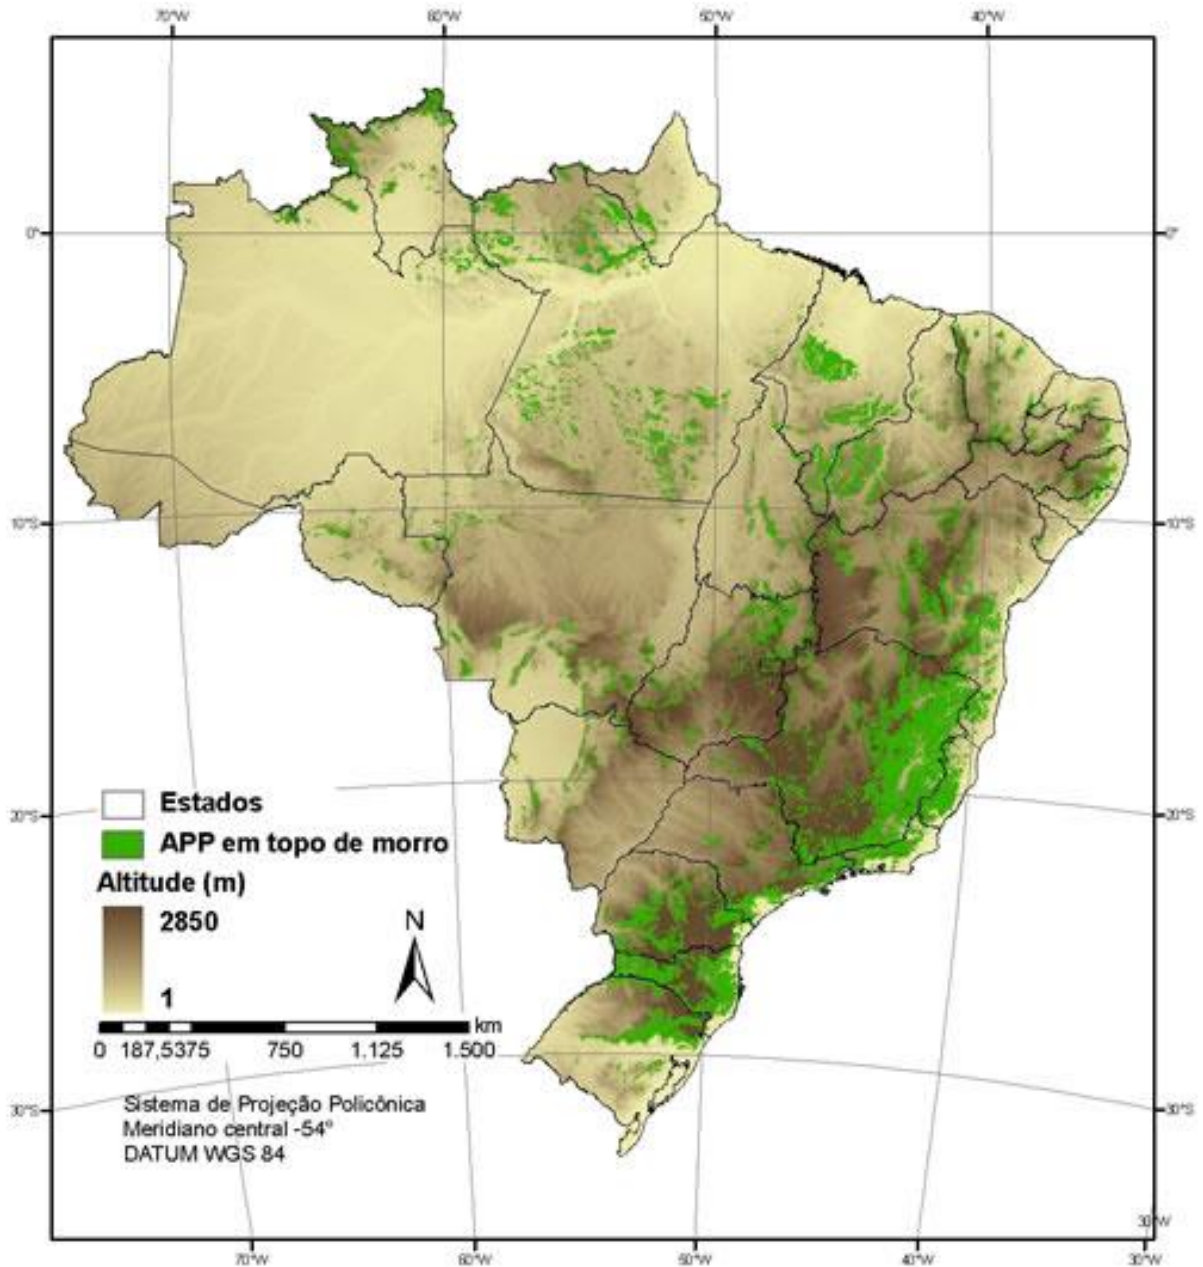 70°W 60°W 50°W 40°W
0° 0°
10°S 10°S
20°S 20°S
Estados
APP em topo de morro
Altitude (m)
2850
1
N
km
0 187,5375 750 1.125 1.500
30°S 30°S
Sistema de Projeção Policônica
Meridiano central -54°
DATUM WGS 84
30°W
70°W 60°W 50°W 40°W 30°W